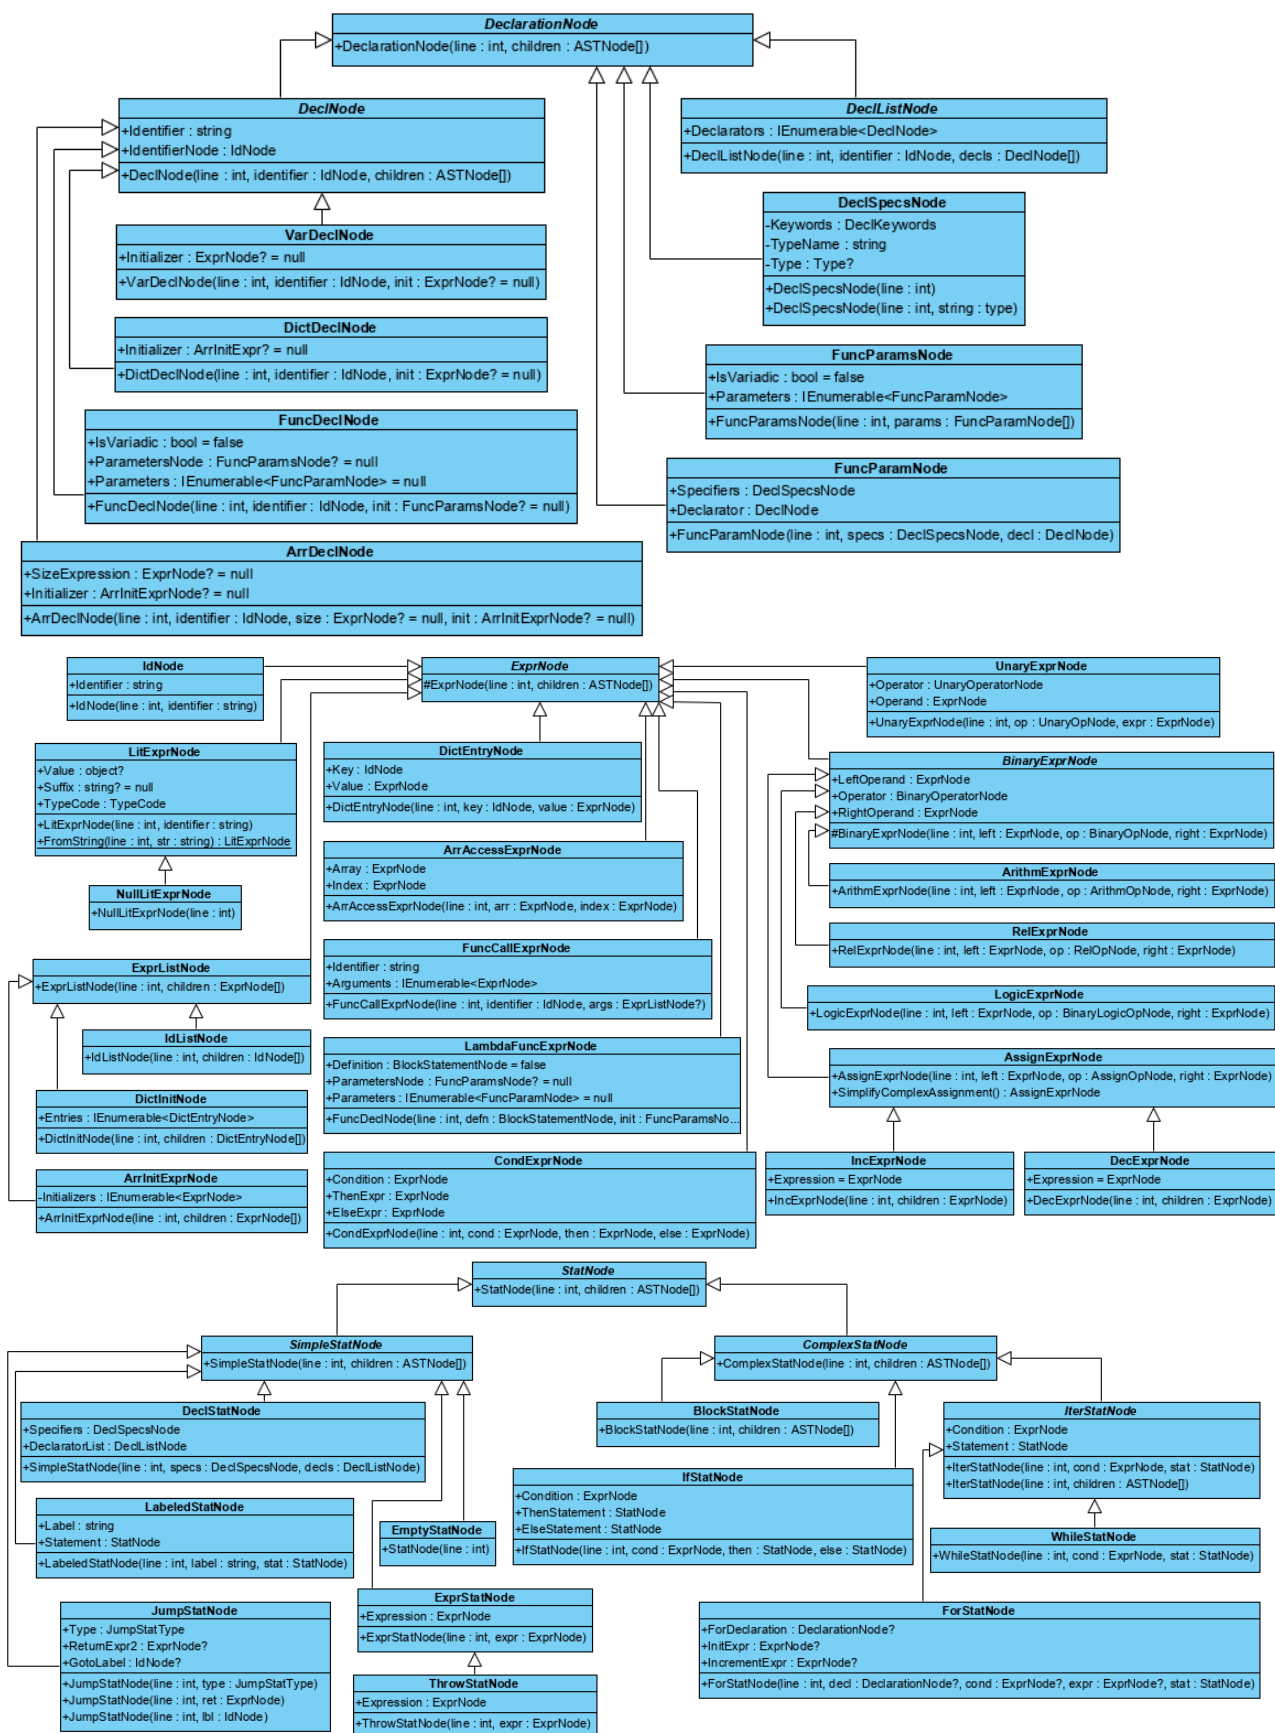 DeclarationNode
+DeclarationNode(line : int, children : ASTNode[])
DeclNode
+Identifier : string
+IdentifierNode : IdNode
+DeclNode(line : int, identifier : IdNode, children : ASTNode[])
DeclListNode
+Declarators : IEnumerable<DeclNode>
+DeclListNode(line : int, identifier : IdNode, decls : DeclNode[])
DeclSpecsNode
-Keywords : DeclKeywords
-TypeName : string
-Type : Type?
+DeclSpecsNode(line : int)
+DeclSpecsNode(line : int, string : type)
VarDeclNode
+Initializer : ExprNode? = null
+VarDeclNode(line : int, identifier : IdNode, init : ExprNode? = null)
DictDeclNode
+Initializer : ArrInitExpr? = null
+DictDeclNode(line : int, identifier : IdNode, init : ExprNode? = null)
FuncParamsNode
+IsVariadic : bool = false
+Parameters : IEnumerable<FuncParamNode>
+FuncParamsNode(line : int, params : FuncParamNode[])
FuncDeclNode
+IsVariadic : bool = false
+ParametersNode : FuncParamsNode? = null
+Parameters : IEnumerable<FuncParamNode> = null
+FuncDeclNode(line : int, identifier : IdNode, init : FuncParamsNode? = null)
FuncParamNode
+Specifiers : DeclSpecsNode
+Declarator : DeclNode
+FuncParamNode(line : int, specs : DeclSpecsNode, decl : DeclNode)
ArrDeclNode
+SizeExpression : ExprNode? = null
+Initializer : ArrInitExprNode? = null
+ArrDeclNode(line : int, identifier : IdNode, size : ExprNode? = null, init : ArrInitExprNode? = null)
IdNode
+Identifier : string
+IdNode(line : int, identifier : string)
ExprNode
#ExprNode(line : int, children : ASTNode[])
UnaryExprNode
+Operator : UnaryOperatorNode
+Operand : ExprNode
+UnaryExprNode(line : int, op : UnaryOpNode, expr : ExprNode)
LitExprNode
+Value : object?
+Suffix : string? = null
+TypeCode : TypeCode
+LitExprNode(line : int, identifier : string)
+FromString(line : int, str : string) : LitExprNode
DictEntryNode
+Key : IdNode
+Value : ExprNode
+DictEntryNode(line : int, key : IdNode, value : ExprNode)
BinaryExprNode
+LeftOperand : ExprNode
+Operator : BinaryOperatorNode
+RightOperand : ExprNode
#BinaryExprNode(line : int, left : ExprNode, op : BinaryOpNode, right : ExprNode)
NullLitExprNode
+NullLitExprNode(line : int)
ArrAccessExprNode
+Array : ExprNode
+Index : ExprNode
+ArrAccessExprNode(line : int, arr : ExprNode, index : ExprNode)
ArithmExprNode
+ArithmExprNode(line : int, left : ExprNode, op : ArithmOpNode, right : ExprNode)
RelExprNode
+RelExprNode(line : int, left : ExprNode, op : RelOpNode, right : ExprNode)
ExprListNode
+ExprListNode(line : int, children : ExprNode[])
FuncCallExprNode
+Identifier : string
+Arguments : IEnumerable<ExprNode>
+FuncCallExprNode(line : int, identifier : IdNode, args : ExprListNode?)
LogicExprNode
+LogicExprNode(line : int, left : ExprNode, op : BinaryLogicOpNode, right : ExprNode)
IdListNode
+IdListNode(line : int, children : IdNode[])
LambdaFuncExprNode
+Definition : BlockStatementNode = false
+ParametersNode : FuncParamsNode? = null
+Parameters : IEnumerable<FuncParamNode> = null
+FuncDeclNode(line : int, defn : BlockStatementNode, init : FuncParamsNo...
AssignExprNode
+AssignExprNode(line : int, left : ExprNode, op : AssignOpNode, right : ExprNode)
+SimplifyComplexAssignment() : AssignExprNode
DictInitNode
+Entries : IEnumerable<DictEntryNode>
+DictInitNode(line : int, children : DictEntryNode[])
ArrInitExprNode
-Initializers : IEnumerable<ExprNode>
+ArrInitExprNode(line : int, children : ExprNode[])
CondExprNode
+Condition : ExprNode
+ThenExpr : ExprNode
+ElseExpr : ExprNode
+CondExprNode(line : int, cond : ExprNode, then : ExprNode, else : ExprNode)
IncExprNode
+Expression = ExprNode
+IncExprNode(line : int, children : ExprNode)
DecExprNode
+Expression = ExprNode
+DecExprNode(line : int, children : ExprNode)
StatNode
+StatNode(line : int, children : ASTNode[])
SimpleStatNode
+SimpleStatNode(line : int, children : ASTNode[])
ComplexStatNode
+ComplexStatNode(line : int, children : ASTNode[])
DeclStatNode
+Specifiers : DeclSpecsNode
+DeclaratorList : DeclListNode
+SimpleStatNode(line : int, specs : DeclSpecsNode, decls : DeclListNode)
BlockStatNode
+BlockStatNode(line : int, children : ASTNode[])
IterStatNode
+Condition : ExprNode
+Statement : StatNode
+IterStatNode(line : int, cond : ExprNode, stat : StatNode)
+IterStatNode(line : int, children : ASTNode[])
IfStatNode
+Condition : ExprNode
+ThenStatement : StatNode
+ElseStatement : StatNode
+IfStatNode(line : int, cond : ExprNode, then : StatNode, else : StatNode)
LabeledStatNode
+Label : string
+Statement : StatNode
+LabeledStatNode(line : int, label : string, stat : StatNode)
EmptyStatNode
+StatNode(line : int)
WhileStatNode
+WhileStatNode(line : int, cond : ExprNode, stat : StatNode)
JumpStatNode
+Type : JumpStatType
+ReturnExpr2 : ExprNode?
+GotoLabel : IdNode?
+JumpStatNode(line : int, type : JumpStatType)
+JumpStatNode(line : int, ret : ExprNode)
+JumpStatNode(line : int, lbl : IdNode)
ExprStatNode
+Expression : ExprNode
+ExprStatNode(line : int, expr : ExprNode)
ForStatNode
+ForDeclaration : DeclarationNode?
+InitExpr : ExprNode?
+IncrementExpr : ExprNode?
+ForStatNode(line : int, decl : DeclarationNode?, cond : ExprNode?, expr : ExprNode?, stat : StatNode)
ThrowStatNode
+Expression : ExprNode
+ThrowStatNode(line : int, expr : ExprNode)